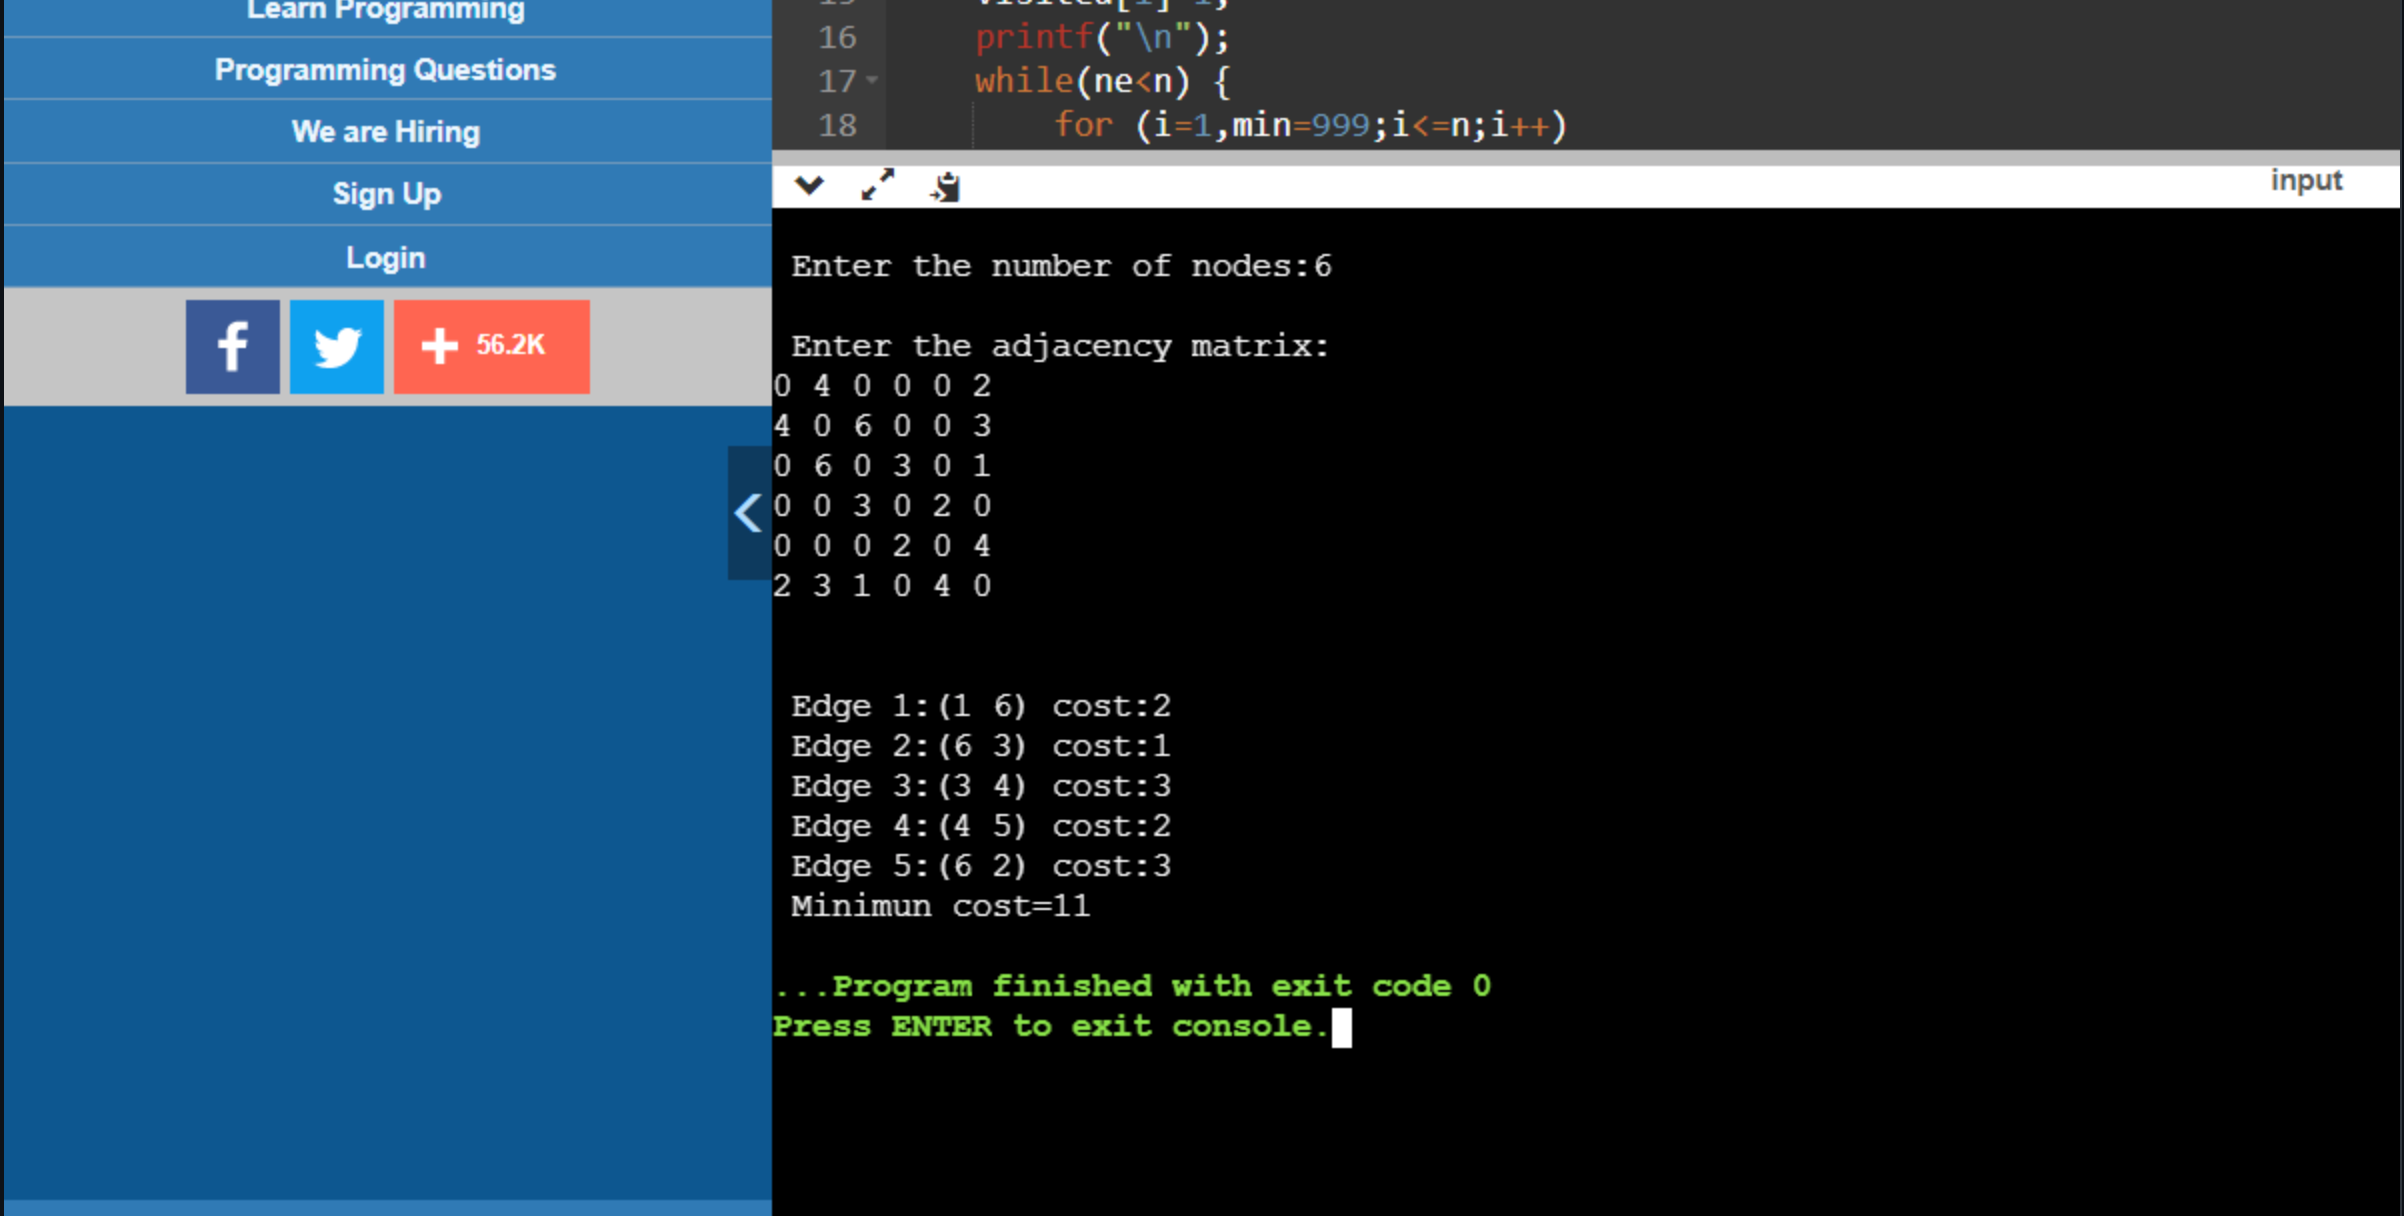 Learn Programming
Programming Questions
We are Hiring
Sign Up
Login
f
+ 56.2K
16 printf("\n");
17 while(ne<n) {
18 for (i=1,min=999;i<=n;i++)
input
Enter the number of nodes:6
Enter the adjacency matrix:
0 4 0 0 0 2
4 0 6 0 0 3
0 6 0 3 0 1
0 0 3 0 2 0
0 0 0 2 0 4
2 3 1 0 4 0
Edge 1:(1 6) cost:2
Edge 2:(6 3) cost:1
Edge 3:(3 4) cost:3
Edge 4:(4 5) cost:2
Edge 5:(6 2) cost:3
Minimun cost=11
...Program finished with exit code 0
Press ENTER to exit console.